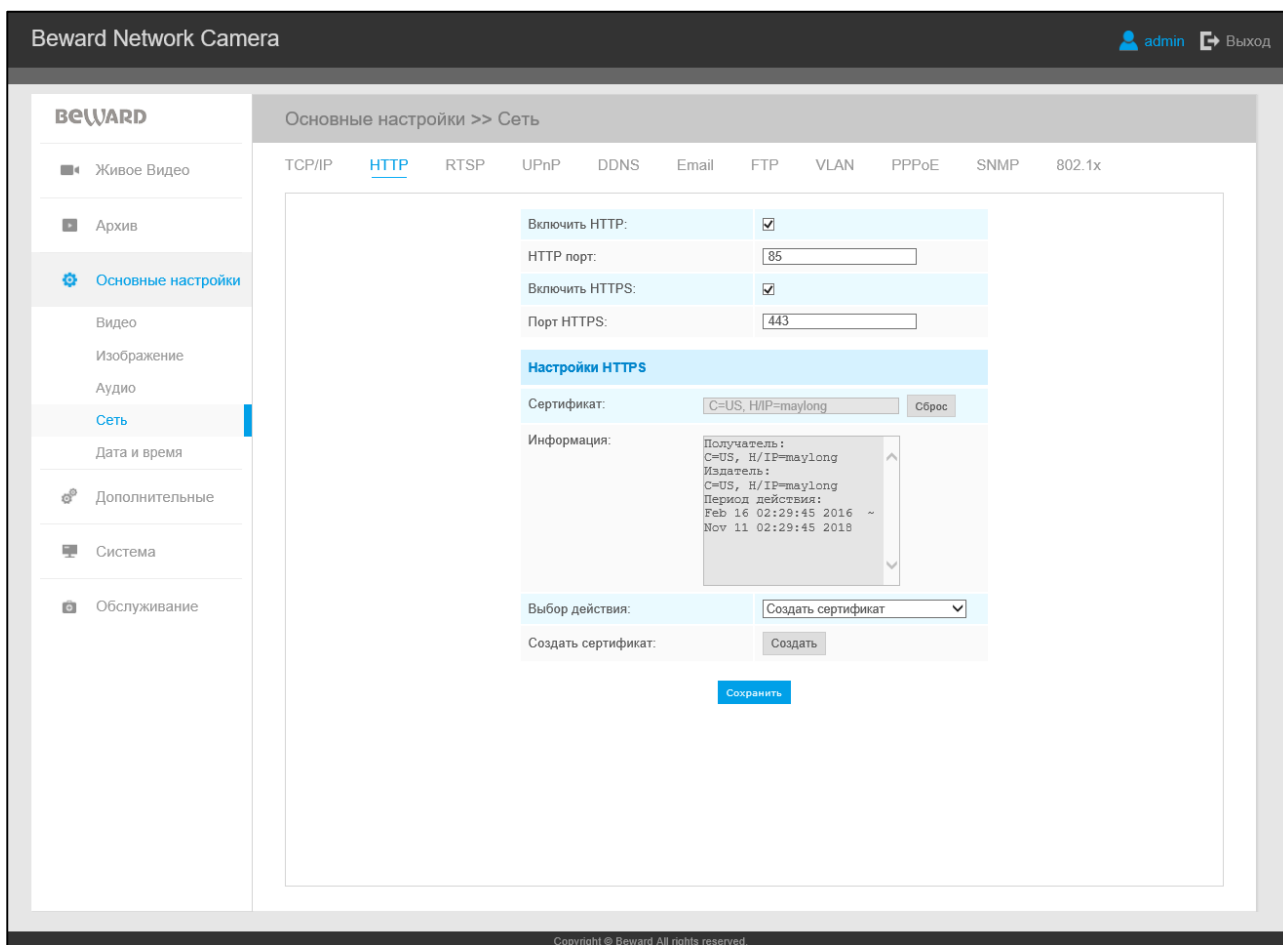 Beward Network Camera
admin Выход
BEWARD
Основные настройки >> Сеть
Живое Видео
Архив
Основные настройки
Видео
Изображение
Аудио
Сеть
Дата и время
Дополнительные
Система
Обслуживание
TCP/IP HTTP RTSP UPnP DDNS Email FTP VLAN PPPoE SNMP 802.1x
Включить HTTP:
HTTP порт: 85
Включить HTTPS:
Порт HTTPS: 443
Настройки HTTPS
Сертификат: C=US, H/IP=maylong Сброс
Информация:
Получатель:
C=US, H/IP=maylong
Издатель:
C=US, H/IP=maylong
Период действия:
Feb 16 02:29:45 2016 ~
Nov 11 02:29:45 2018
Выбор действия: Создать сертификат
Создать сертификат: Создать
Сохранить
Copyright © Beward All rights reserved.